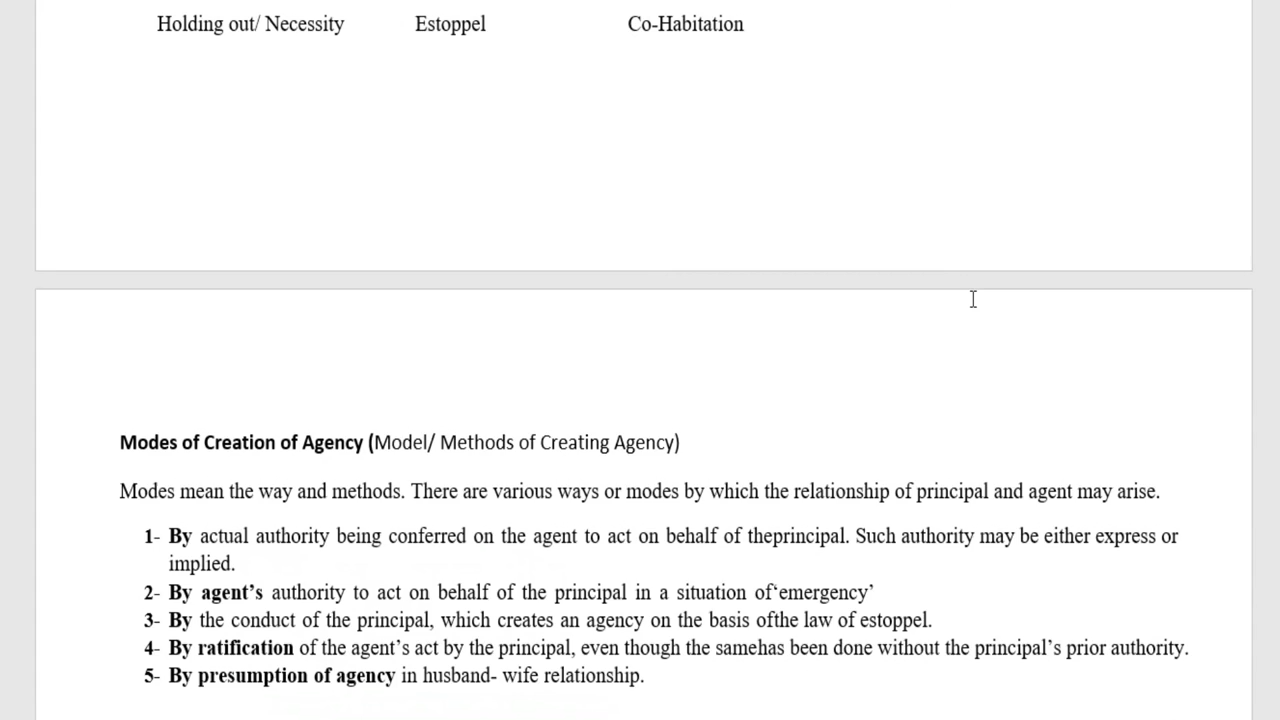 Holding out/ Necessity Estoppel Co-Habitation
Modes of Creation of Agency (Model/ Methods of Creating Agency)
Modes mean the way and methods. There are various ways or modes by which the relationship of principal and agent may arise.
1- By actual authority being conferred on the agent to act on behalf of theprincipal. Such authority may be either express or
implied.
2- By agent’s authority to act on behalf of the principal in a situation of‘emergency’
3- By the conduct of the principal, which creates an agency on the basis ofthe law of estoppel.
4- By ratification of the agent’s act by the principal, even though the samehas been done without the principal’s prior authority.
5- By presumption of agency in husband- wife relationship.